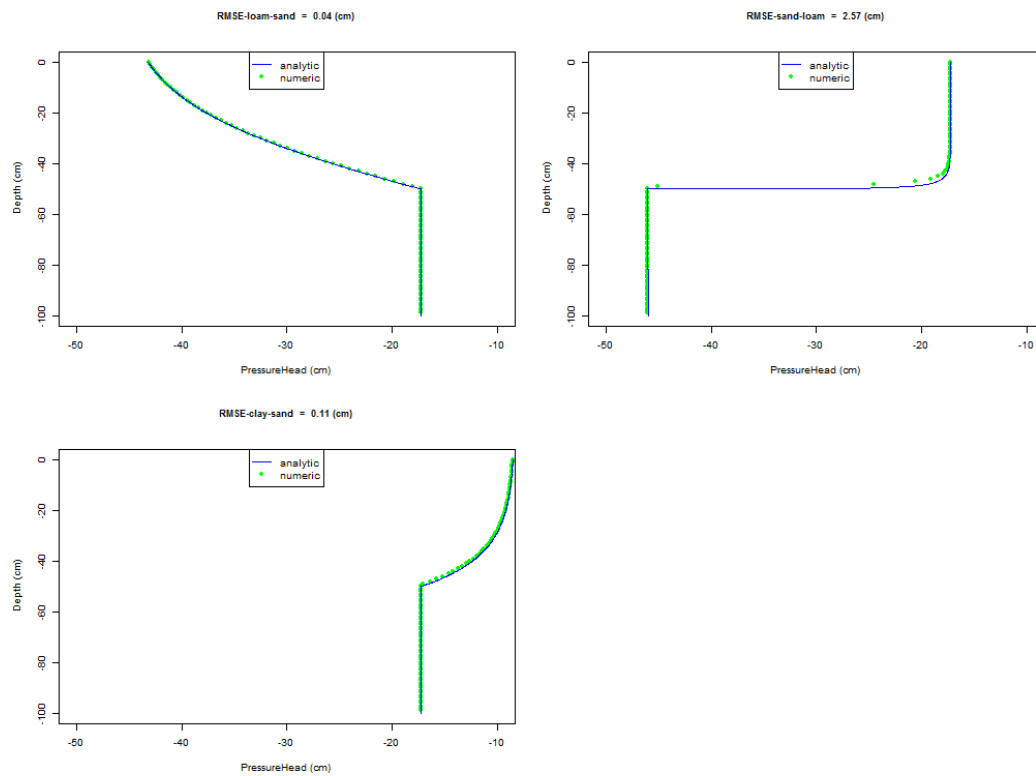 RMSE-loam-sand = 0.04 (cm)
analytic
numeric
0
-20
-40
-60
-80
-100
Depth (cm)
-50
-40
-30
-20
-10
PressureHead (cm)
RMSE-sand-loam = 2.57 (cm)
analytic
numeric
0
-20
-40
-60
-80
-100
Depth (cm)
-50
-40
-30
-20
-10
PressureHead (cm)
RMSE-clay-sand = 0.11 (cm)
analytic
numeric
0
-20
-40
-60
-80
-100
Depth (cm)
-50
-40
-30
-20
-10
PressureHead (cm)